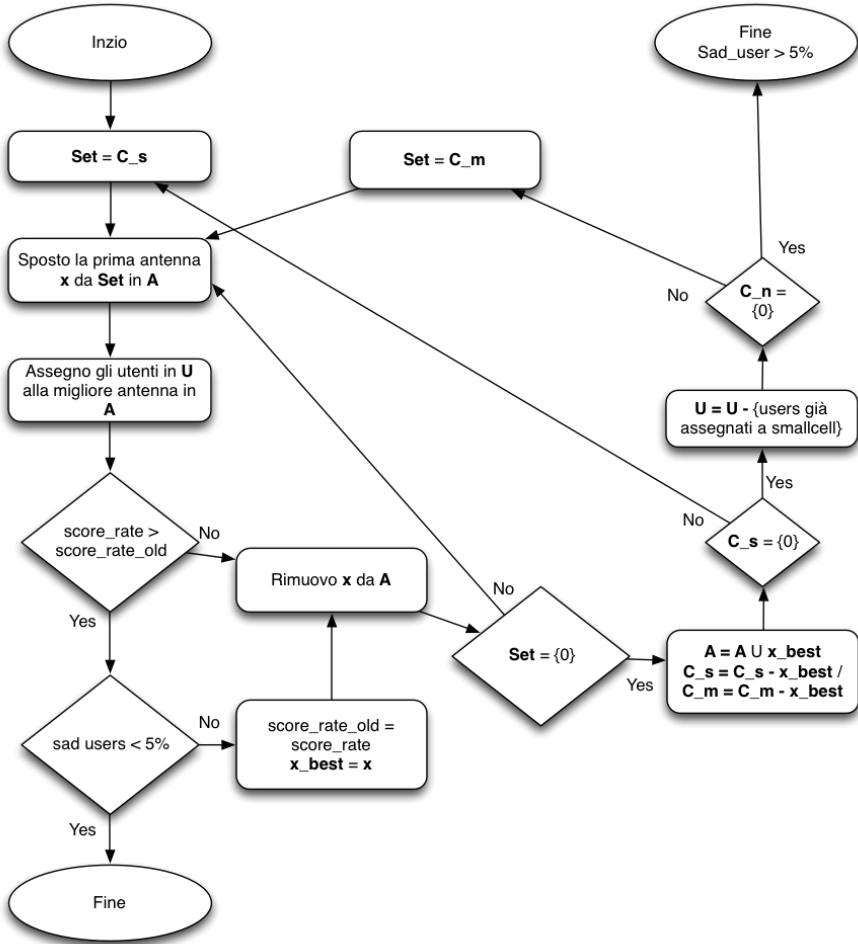 Inzio
Fine
Sad_user > 5%
Set = C_s
Set = C_m
Sposto la prima antenna
x da Set in A
Yes
No
C_n =
{0}
Assegno gli utenti in U
alla migliore antenna in
A
U = U - {users già
assegnati a smallcell}
Yes
No
score_rate >
score_rate_old
No
C_s = {0}
Rimuovo x da A
No
Yes
Set = {0}
Yes
A = A U x_best
C_s = C_s - x_best /
C_m = C_m - x_best
sad users < 5%
No
score_rate_old =
score_rate
x_best = x
Yes
Fine